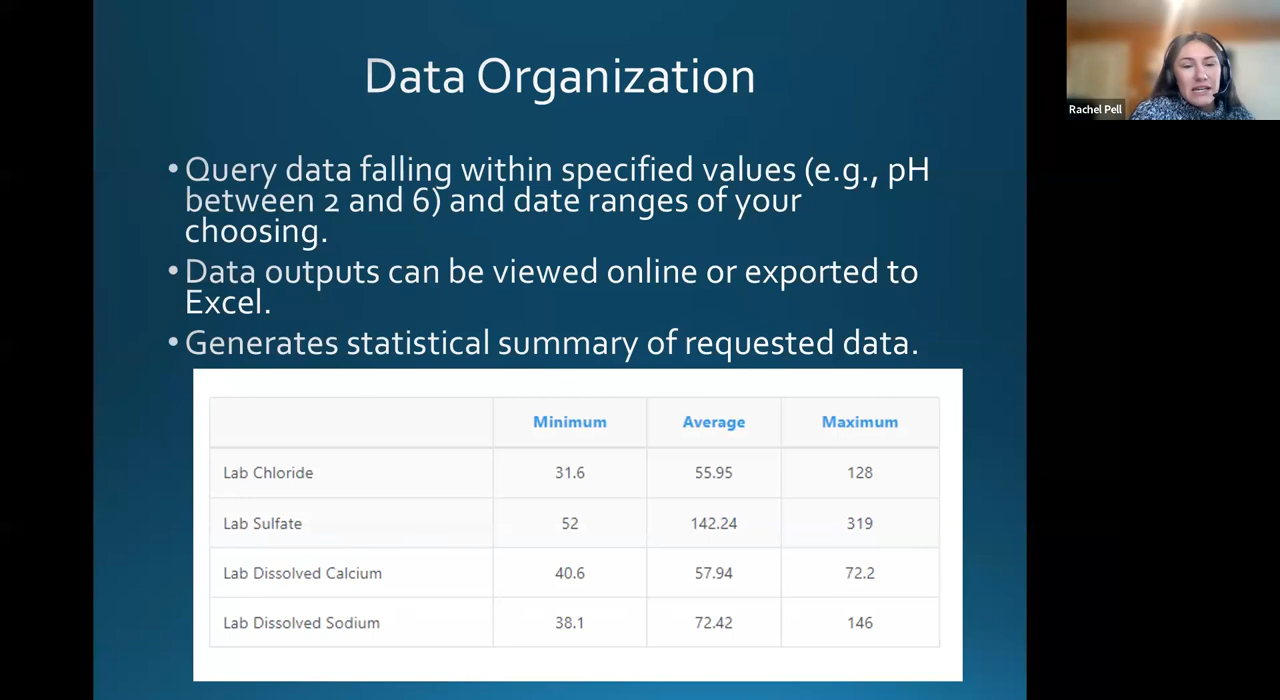 Data Organization
Rachel Pell
• Query data falling within specified values (e.g., pH
between 2 and 6) and date ranges of your
choosing.
• Data outputs can be viewed online or exported to
Excel.
• Generates statistical summary of requested data.
Minimum Average Maximum
Lab Chloride 31.6 55.95 128
Lab Sulfate 52 142.24 319
Lab Dissolved Calcium 40.6 57.94 72.2
Lab Dissolved Sodium 38.1 72.42 146